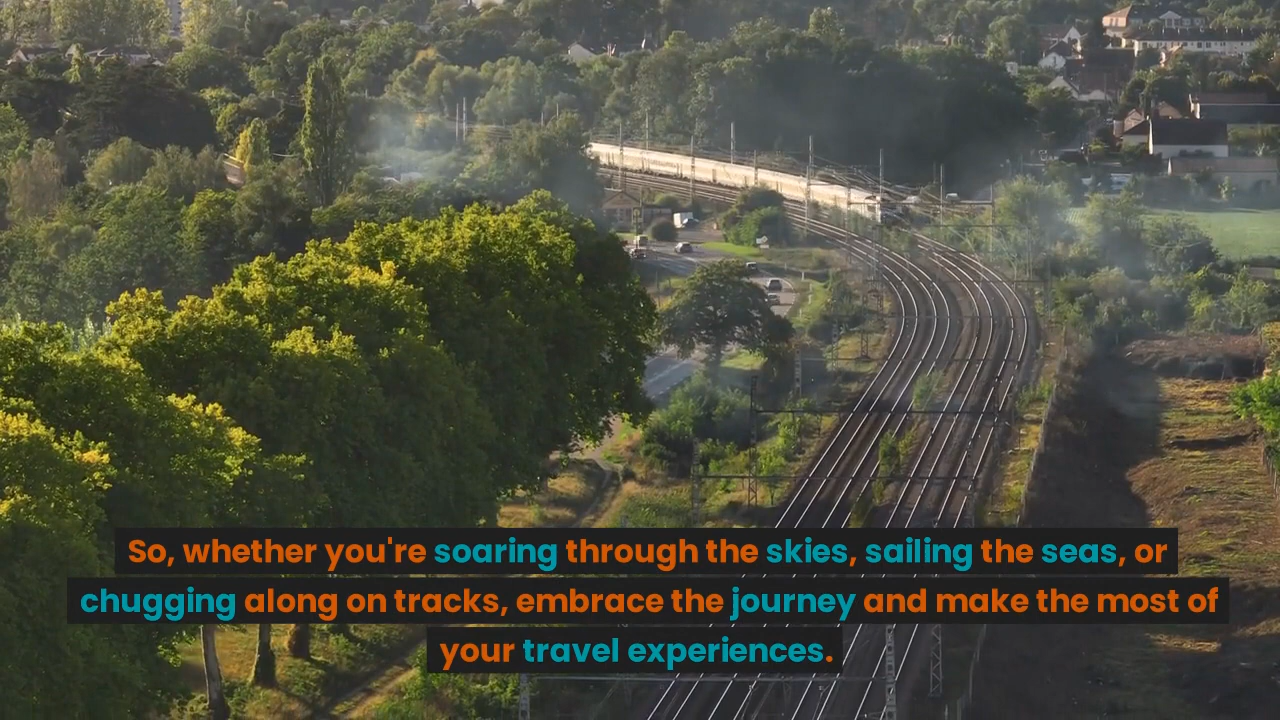 So, whether you're soaring through the skies, sailing the seas, or
chugging along on tracks, embrace the journey and make the most of
your travel experiences.